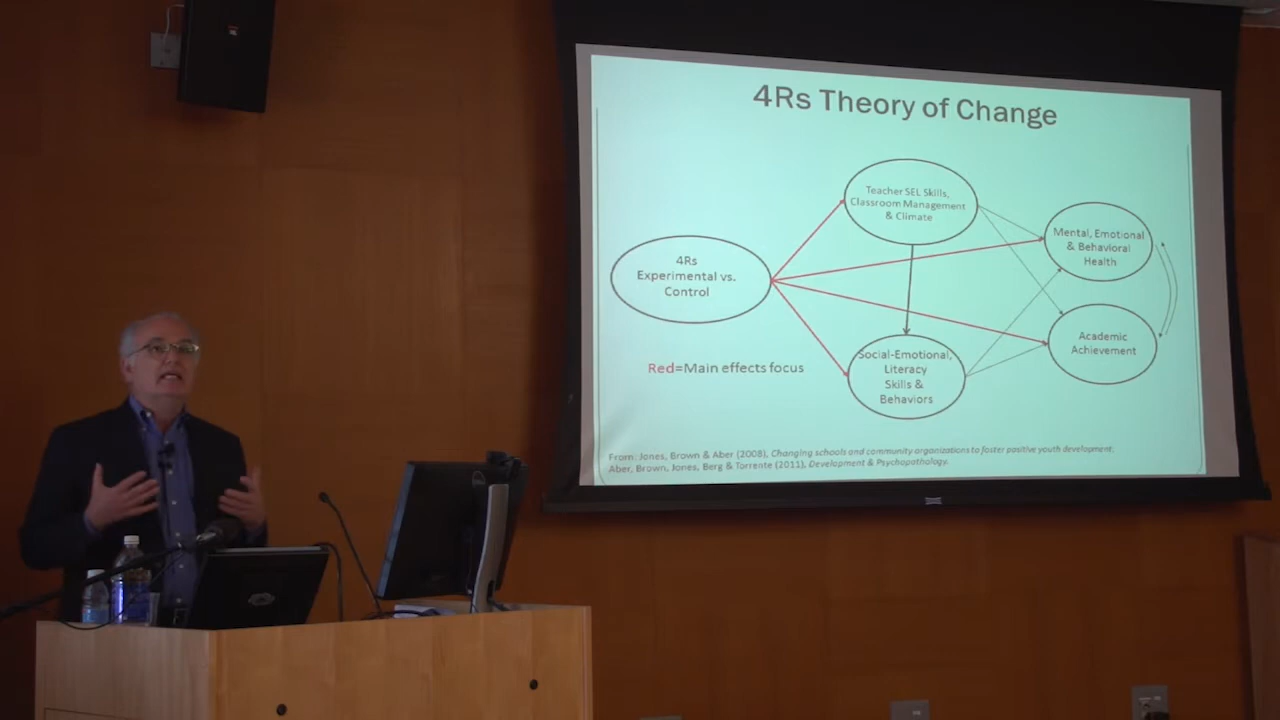 4Rs Theory of Change
Teacher SEL Skills,
Classroom Management
& Climate
Mental, Emotional
& Behavioral
Health
4Rs
Experimental vs.
Control
Academic
Achievement
Social-Emotional,
Literacy
Skills &
Behaviors
Red=Main effects focus
From: Jones, Brown & Aber (2008), Changing schools and community organizations to foster positive youth development.
Aber, Brown, Jones, Berg & Torrente (2011), Development & Psychopathology.